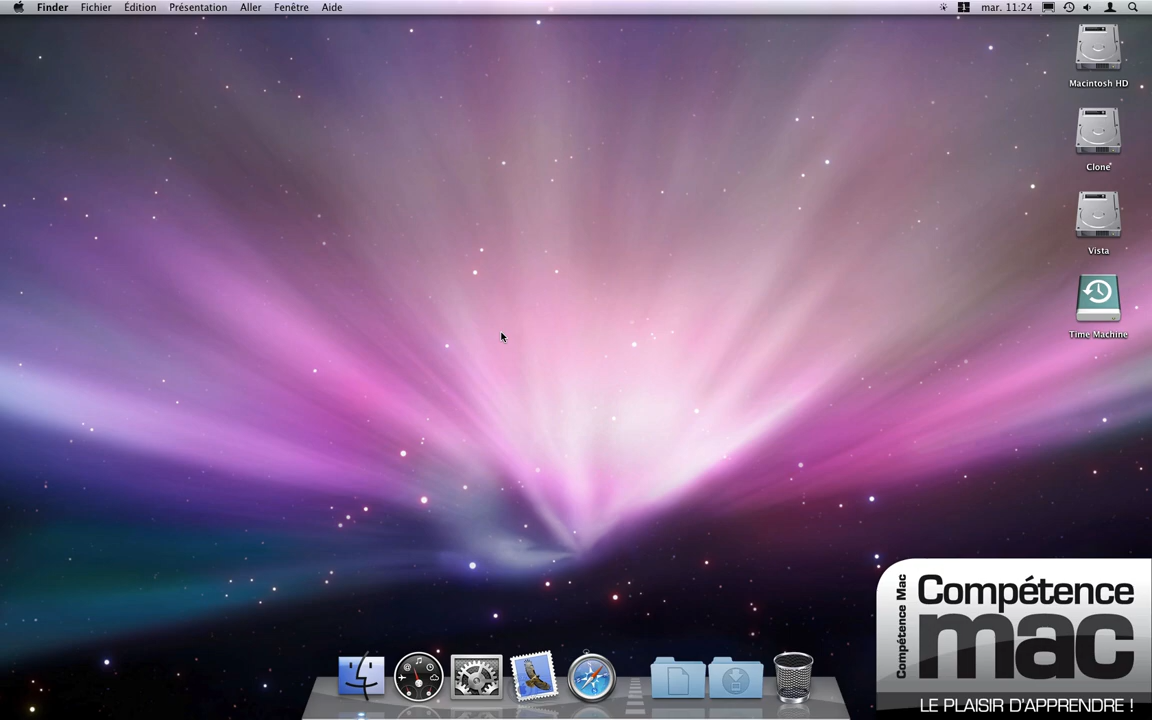 Finder Fichier Édition Présentation Aller Fenêtre Aide mar. 11:24
Macintosh HD
Clone
Vista
Time Machine
Compétence Mac
Compétence
mac
LE PLAISIR D'APPRENDRE !